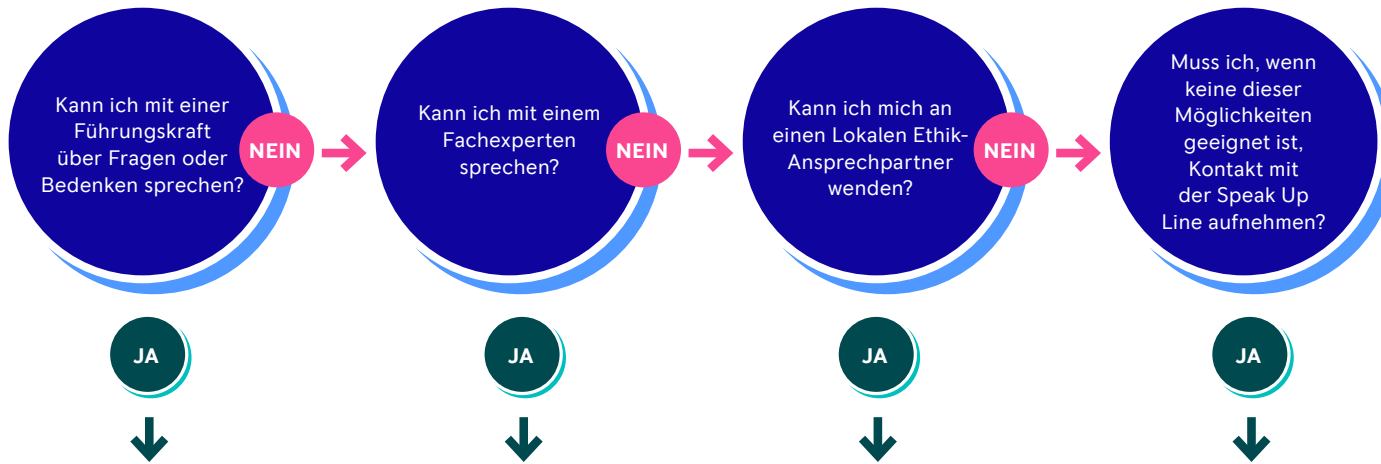 Kann ich mit einer
Führungskraft
über Fragen oder
Bedenken sprechen?
NEIN
Kann ich mit einem
Fachexperten
sprechen?
NEIN
Kann ich mich an
einen Lokalen Ethik-
Ansprechpartner
wenden?
NEIN
Muss ich, wenn
keine dieser
Möglichkeiten
geeignet ist,
Kontakt mit
der Speak Up
Line aufnehmen?
JA
JA
JA
JA